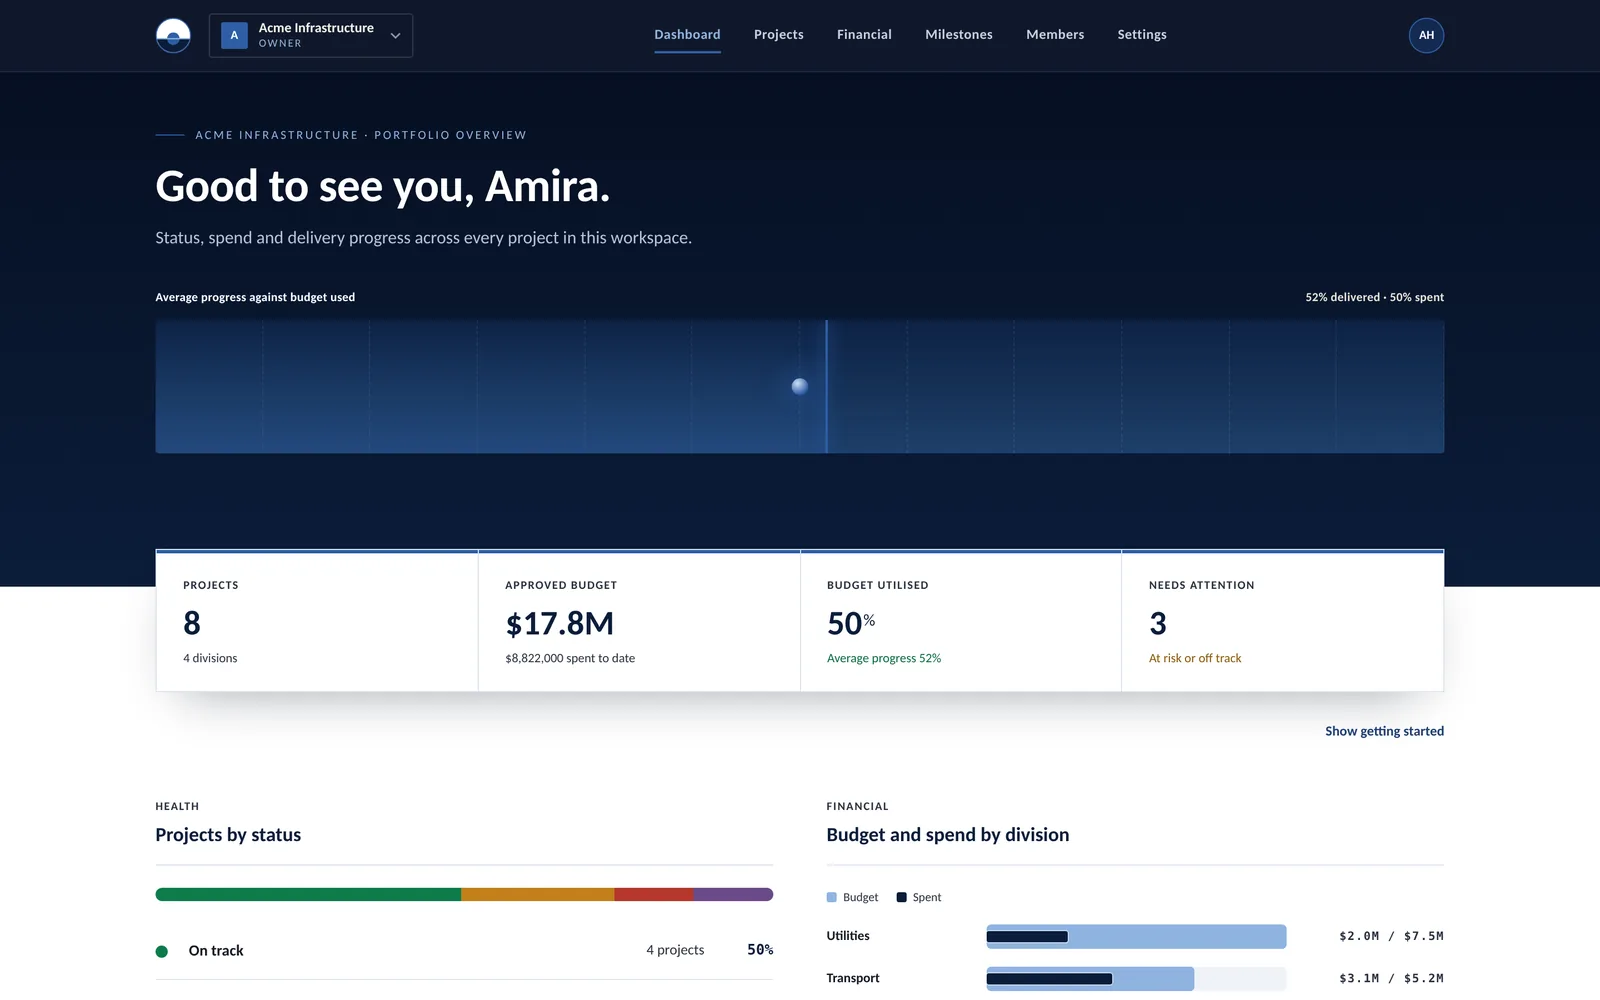 A
Acme Infrastructure
OWNER
Dashboard
Projects
Financial
Milestones
Members
Settings
AH
ACME INFRASTRUCTURE · PORTFOLIO OVERVIEW
Good to see you, Amira.
Status, spend and delivery progress across every project in this workspace.
Average progress against budget used
52% delivered · 50% spent
PROJECTS
8
4 divisions
APPROVED BUDGET
$17.8M
$8,822,000 spent to date
BUDGET UTILISED
50%
Average progress 52%
NEEDS ATTENTION
3
At risk or off track
Show getting started
HEALTH
Projects by status
On track
4 projects
50%
FINANCIAL
Budget and spend by division
Budget
Spent
Utilities
$2.0M / $7.5M
Transport
$3.1M / $5.2M